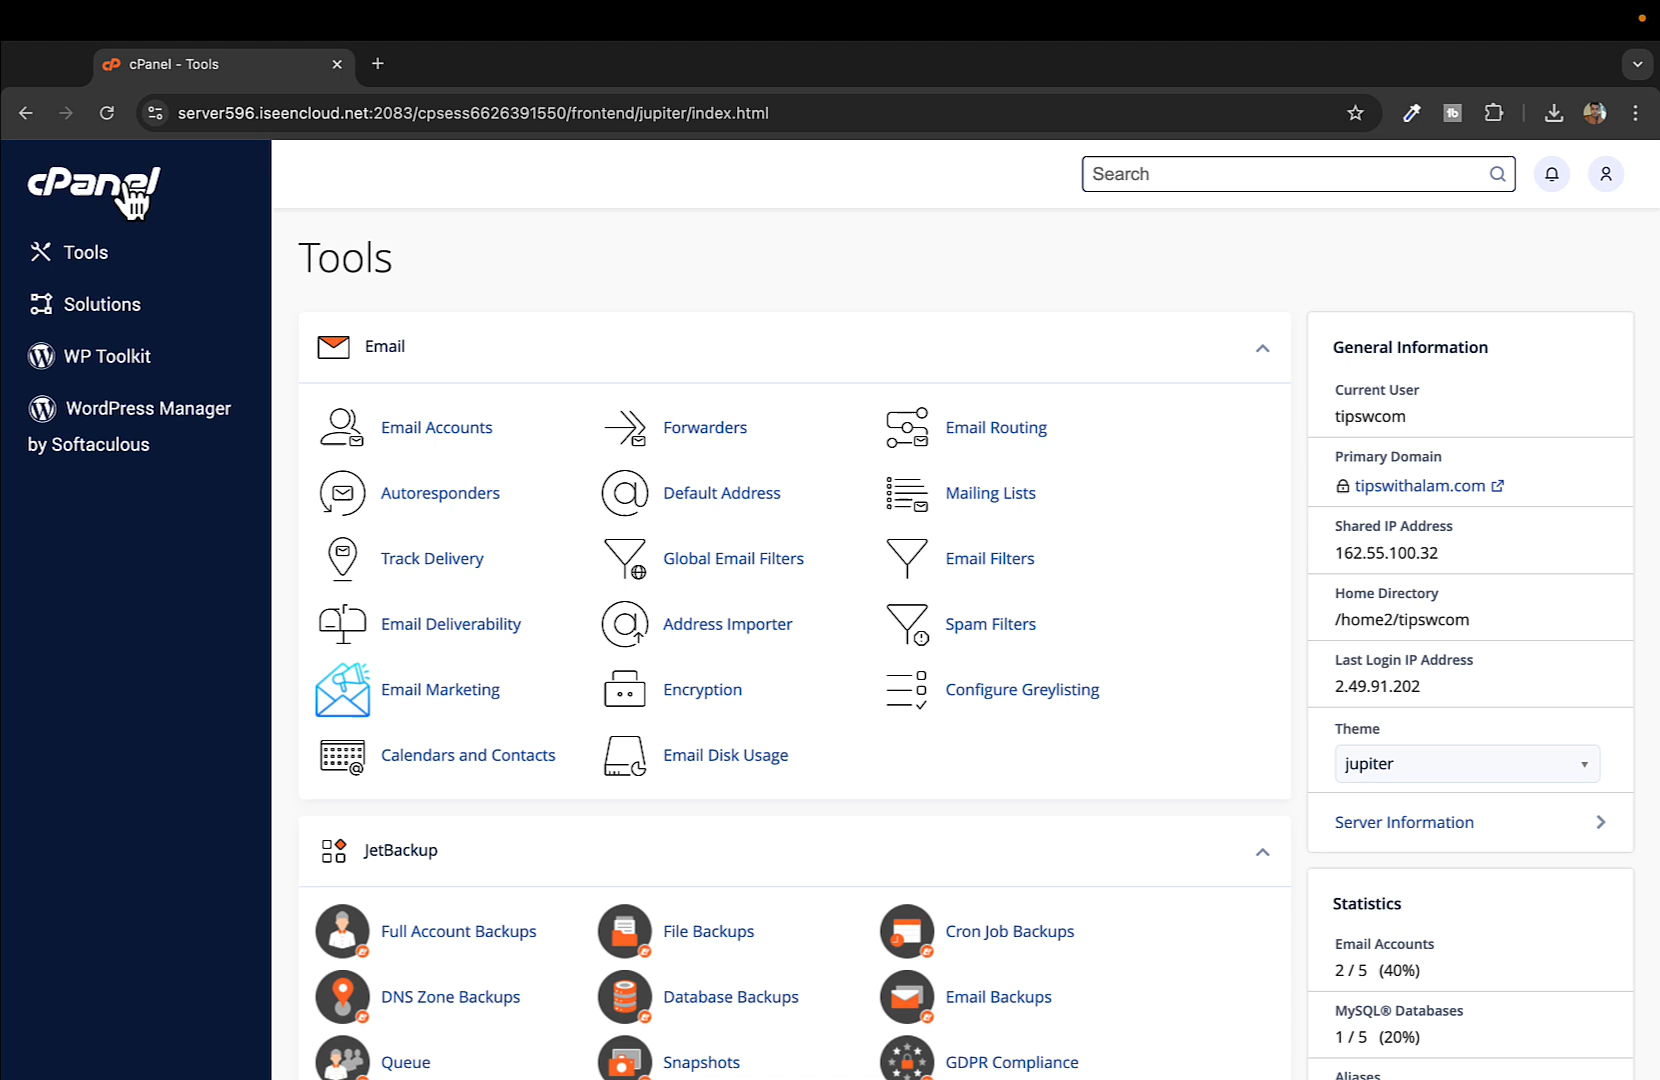 cPanel - Tools
server596.iseencloud.net:2083/cpsess6626391550/frontend/jupiter/index.html
cPanel
Search
Tools
Solutions
WP Toolkit
WordPress Manager
by Softaculous
Tools
Email
Email Accounts
Forwarders
Email Routing
Autoresponders
Default Address
Mailing Lists
Track Delivery
Global Email Filters
Email Filters
Email Deliverability
Address Importer
Spam Filters
Email Marketing
Encryption
Configure Greylisting
Calendars and Contacts
Email Disk Usage
JetBackup
Full Account Backups
File Backups
Cron Job Backups
DNS Zone Backups
Database Backups
Email Backups
Queue
Snapshots
GDPR Compliance
General Information
Current User
tipswcom
Primary Domain
tipswithalam.com
Shared IP Address
162.55.100.32
Home Directory
/home2/tipswcom
Last Login IP Address
2.49.91.202
Theme
jupiter
Server Information
Statistics
Email Accounts
2 / 5 (40%)
MySQL® Databases
1 / 5 (20%)
Aliases